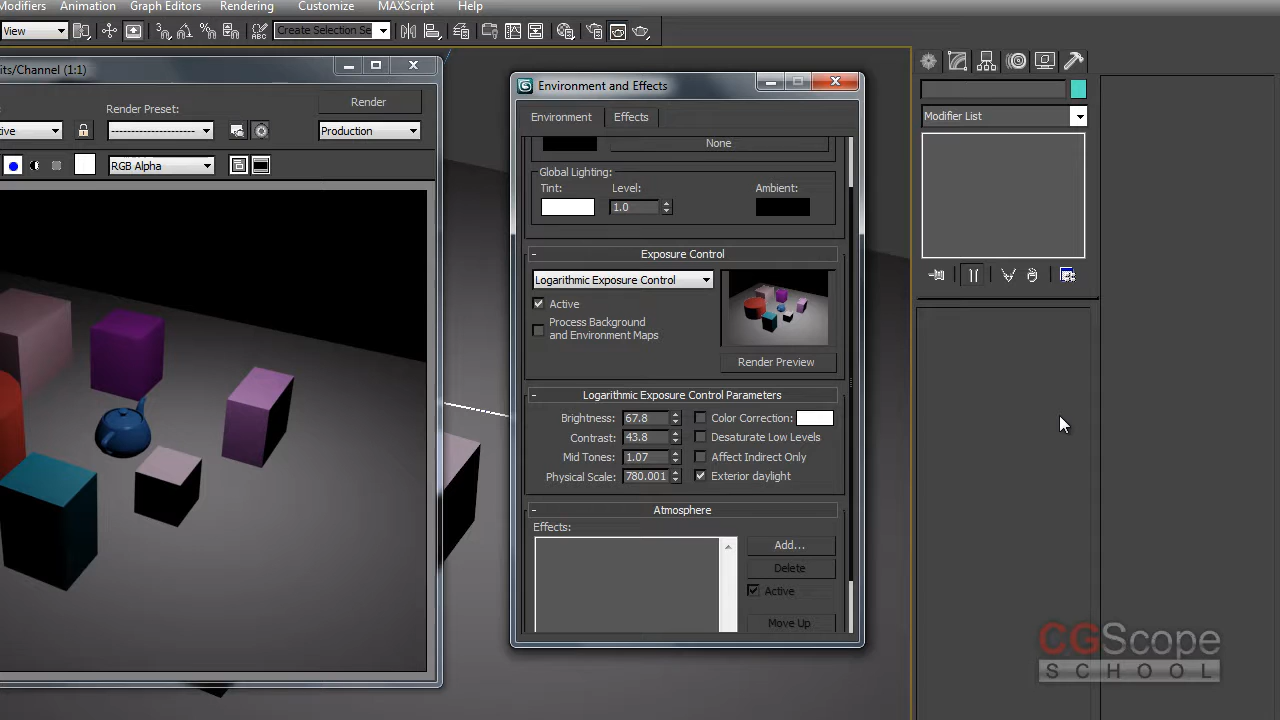 Modifiers Animation Graph Editors Rendering Customize MAXScript Help
View Create Selection Se
its/Channel (1:1)
Render Preset: Render
tive -------------------- Production
RGB Alpha
Environment and Effects
Environment Effects
None
Global Lighting:
Tint: Level: Ambient:
1.0
- Exposure Control
Logarithmic Exposure Control
Active
Process Background
and Environment Maps
Render Preview
- Logarithmic Exposure Control Parameters
Brightness: 67.8 Color Correction:
Contrast: 43.8 Desaturate Low Levels
Mid Tones: 1.07 Affect Indirect Only
Physical Scale: 780.001 Exterior daylight
- Atmosphere
Effects:
Add...
Delete
Active
Move Up
Modifier List
CGScope
SCHOOL